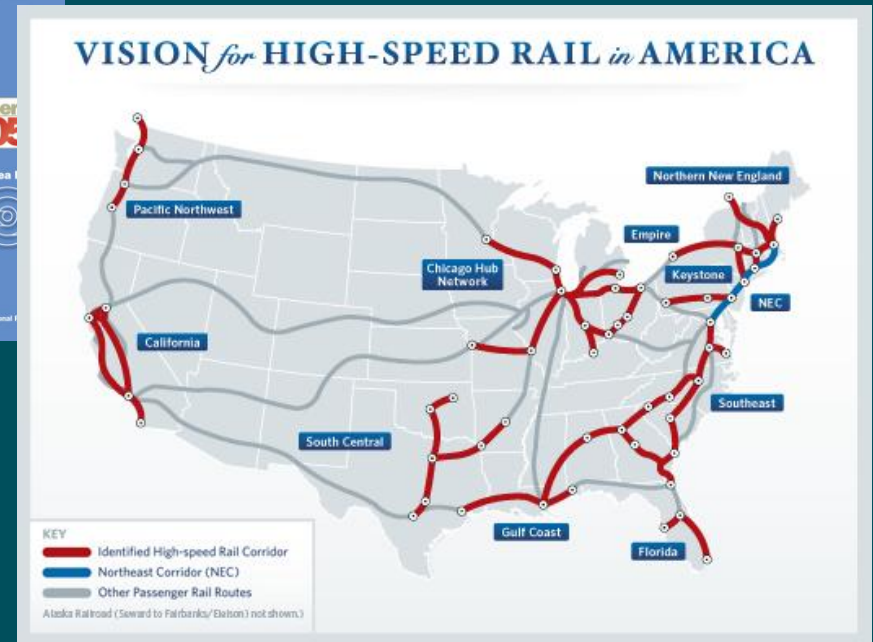 VISION for HIGH-SPEED RAIL in AMERICA
Northern New England
Pacific Northwest
Empire
Chicago Hub
Network
Keystone
NEC
California
Southeast
South Central
Gulf Coast
Florida
KEY
Identified High-speed Rail Corridor
Northeast Corridor (NEC)
Other Passenger Rail Routes
Alaska Railroad (Seward to Fairbanks/Eielson) not shown.)